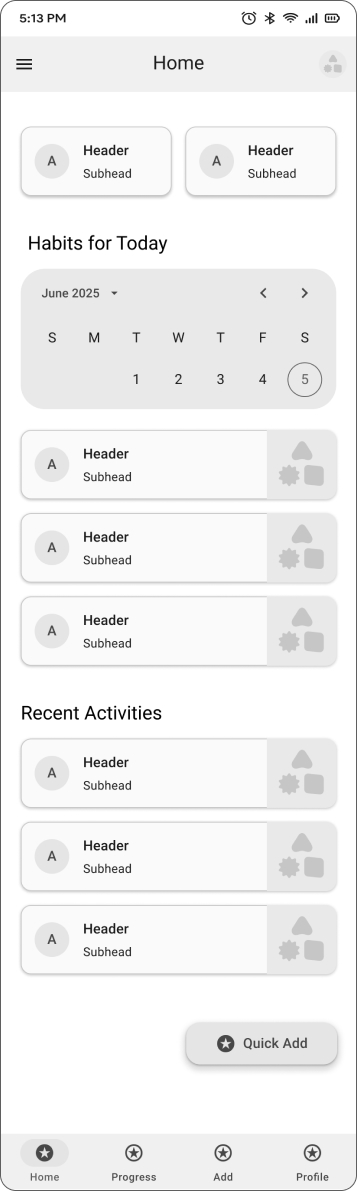 5:13 PM
Home
A Header
Subhead
A Header
Subhead
Habits for Today
June 2025
S M T W T F S
1 2 3 4 5
A Header
Subhead
A Header
Subhead
A Header
Subhead
Recent Activities
A Header
Subhead
A Header
Subhead
A Header
Subhead
Quick Add
Home Progress Add Profile